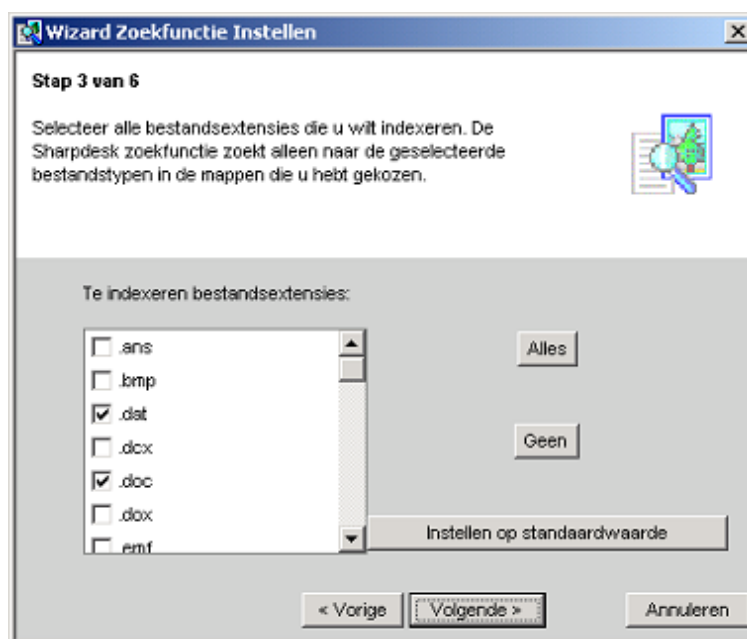 Wizard Zoekfunctie Instellen
Stap 3 van 6
Selecteer alle bestandsextensies die u wilt indexeren. De
Sharpdesk zoekfunctie zoekt alleen naar de geselecteerde
bestandstypen in de mappen die u hebt gekozen.
Te indexeren bestandsextensies:
.ans
.bmp
.dat
.dcx
.doc
.dox
.emf
Alles
Geen
Instellen op standaardwaarde
« Vorige
Volgende »
Annuleren